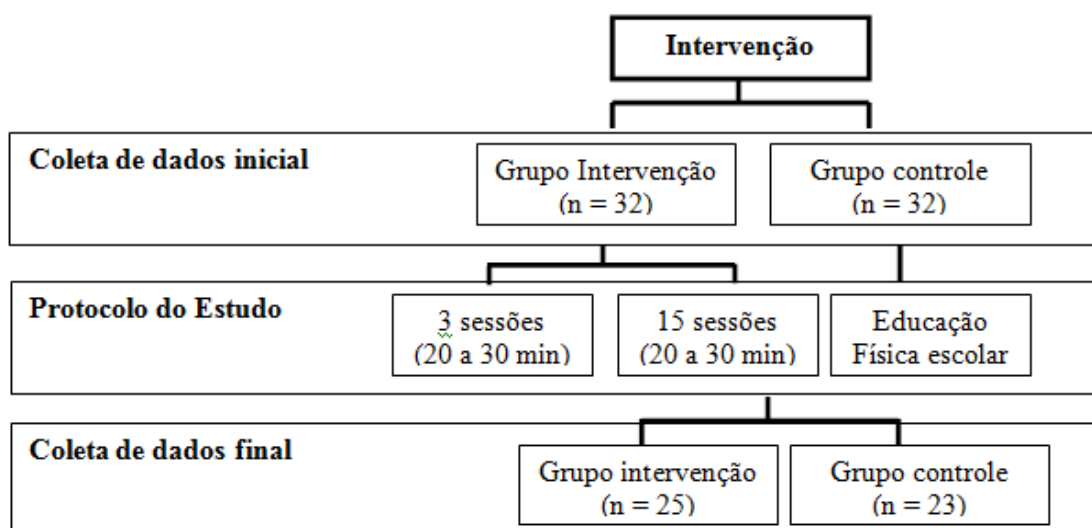 Intervenção
Coleta de dados inicial
Grupo Intervenção
(n = 32)
Grupo controle
(n = 32)
Protocolo do Estudo
3 sessões
(20 a 30 min)
15 sessões
(20 a 30 min)
Educação
Física escolar
Coleta de dados final
Grupo intervenção
(n = 25)
Grupo controle
(n = 23)